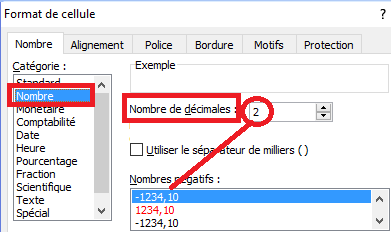 Format de cellule
Nombre Alignement Police Bordure Motifs Protection
Catégorie :
Standard
Nombre
Monétaire
Comptabilité
Date
Heure
Pourcentage
Fraction
Scientifique
Texte
Spécial
Exemple
Nombre de décimales : 2
Utiliser le séparateur de milliers ( )
Nombres négatifs :
-1234,10
1234,10
-1234,10